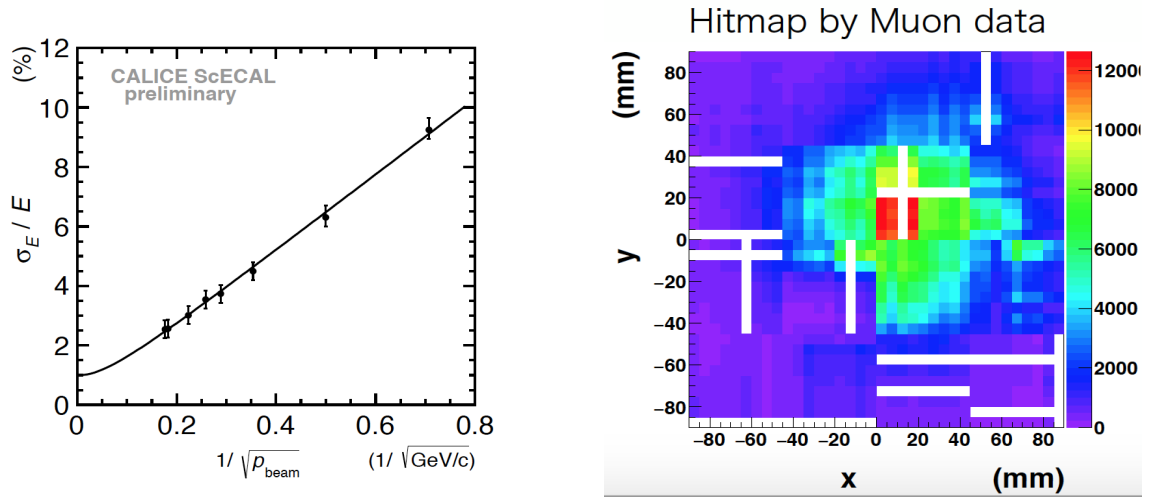 Hitmap by Muon data
(%)
12
10
8
6
4
2
0
σE / E
CALICE ScECAL
preliminary
0 0.2 0.4 0.6 0.8
1/ √pbeam (1/ √GeV/c)
(mm)
y
80
60
40
20
0
−20
−40
−60
−80
−80 −60 −40 −20 0 20 40 60 80
x (mm)
12000
10000
8000
6000
4000
2000
0